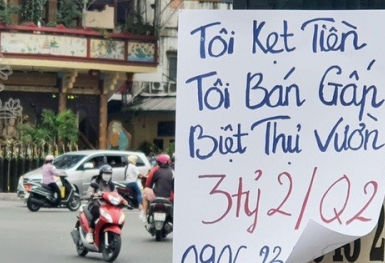 Tôi Kẹt Tiền
Tôi Bán Gấp
Biệt Thự Vườn
3tỷ 2/Q2